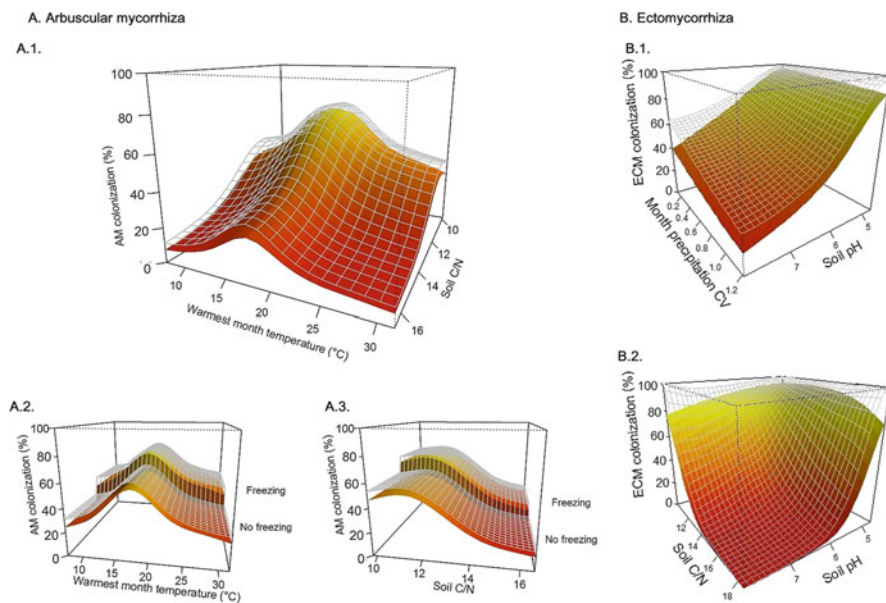 A. Arbuscular mycorrhiza
B. Ectomycorrhiza
A.1.
100
80
60
40
20
0
AM colonization (%)
10
15
20
25
30
Warmest month temperature (°C)
10
12
14
16
Soil C/N
B.1.
100
80
60
40
20
0
ECM colonization (%)
0.2
0.4
0.6
0.8
1.0
1.2
Month precipitation CV
7
6
5
Soil pH
A.2.
100
80
60
40
20
0
AM colonization (%)
Freezing
No freezing
10
15
20
25
30
Warmest month temperature (°C)
A.3.
100
80
60
40
20
0
AM colonization (%)
Freezing
No freezing
10
12
14
16
Soil C/N
B.2.
100
80
60
40
20
0
ECM colonization (%)
12
14
16
18
Soil C/N
7
6
5
Soil pH